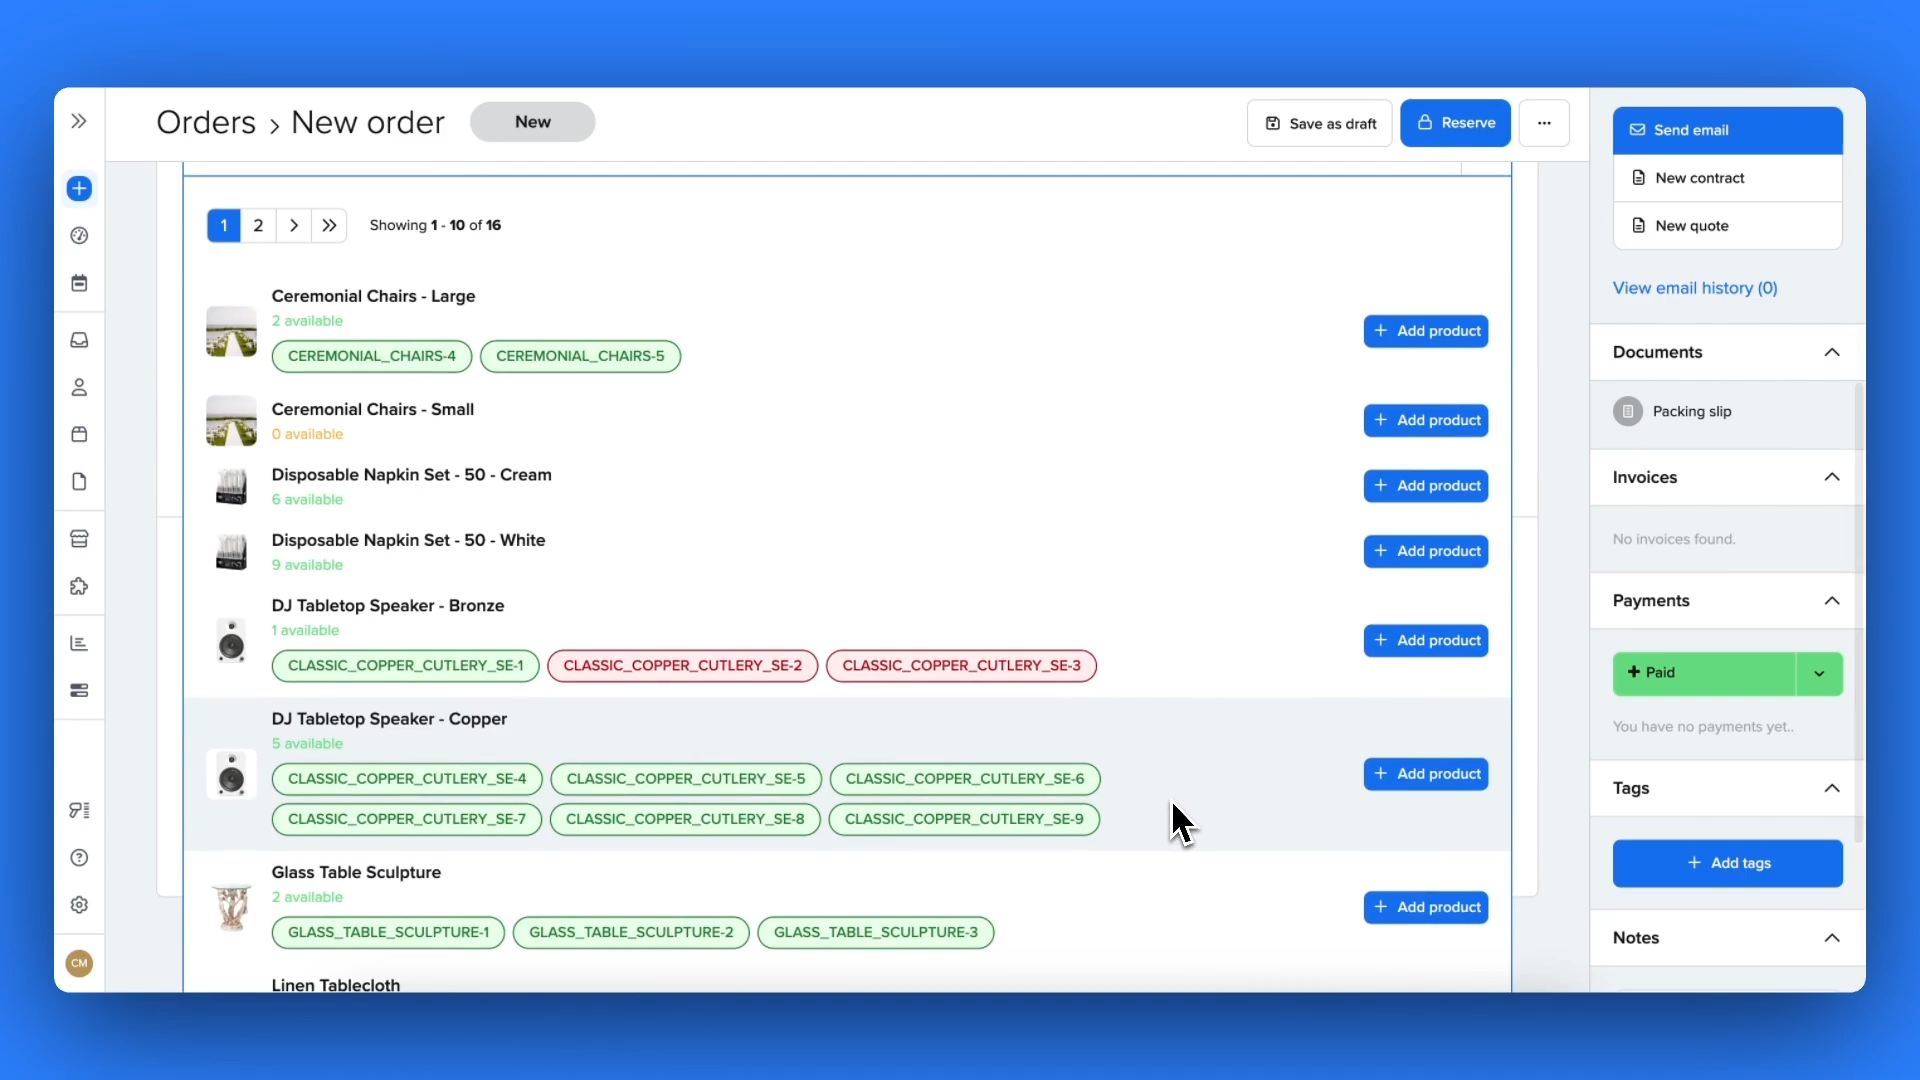 Orders › New order
New
Save as draft
Reserve
...
1 2 Showing 1 - 10 of 16
Ceremonial Chairs - Large
2 available
CEREMONIAL_CHAIRS-4 CEREMONIAL_CHAIRS-5
+ Add product
Ceremonial Chairs - Small
0 available
+ Add product
Disposable Napkin Set - 50 - Cream
6 available
+ Add product
Disposable Napkin Set - 50 - White
9 available
+ Add product
DJ Tabletop Speaker - Bronze
1 available
CLASSIC_COPPER_CUTLERY_SE-1 CLASSIC_COPPER_CUTLERY_SE-2 CLASSIC_COPPER_CUTLERY_SE-3
+ Add product
DJ Tabletop Speaker - Copper
5 available
CLASSIC_COPPER_CUTLERY_SE-4 CLASSIC_COPPER_CUTLERY_SE-5 CLASSIC_COPPER_CUTLERY_SE-6
CLASSIC_COPPER_CUTLERY_SE-7 CLASSIC_COPPER_CUTLERY_SE-8 CLASSIC_COPPER_CUTLERY_SE-9
+ Add product
Glass Table Sculpture
2 available
GLASS_TABLE_SCULPTURE-1 GLASS_TABLE_SCULPTURE-2 GLASS_TABLE_SCULPTURE-3
+ Add product
Linen Tablecloth
CM
Send email
New contract
New quote
View email history (0)
Documents
Packing slip
Invoices
No invoices found.
Payments
+ Paid
You have no payments yet..
Tags
+ Add tags
Notes